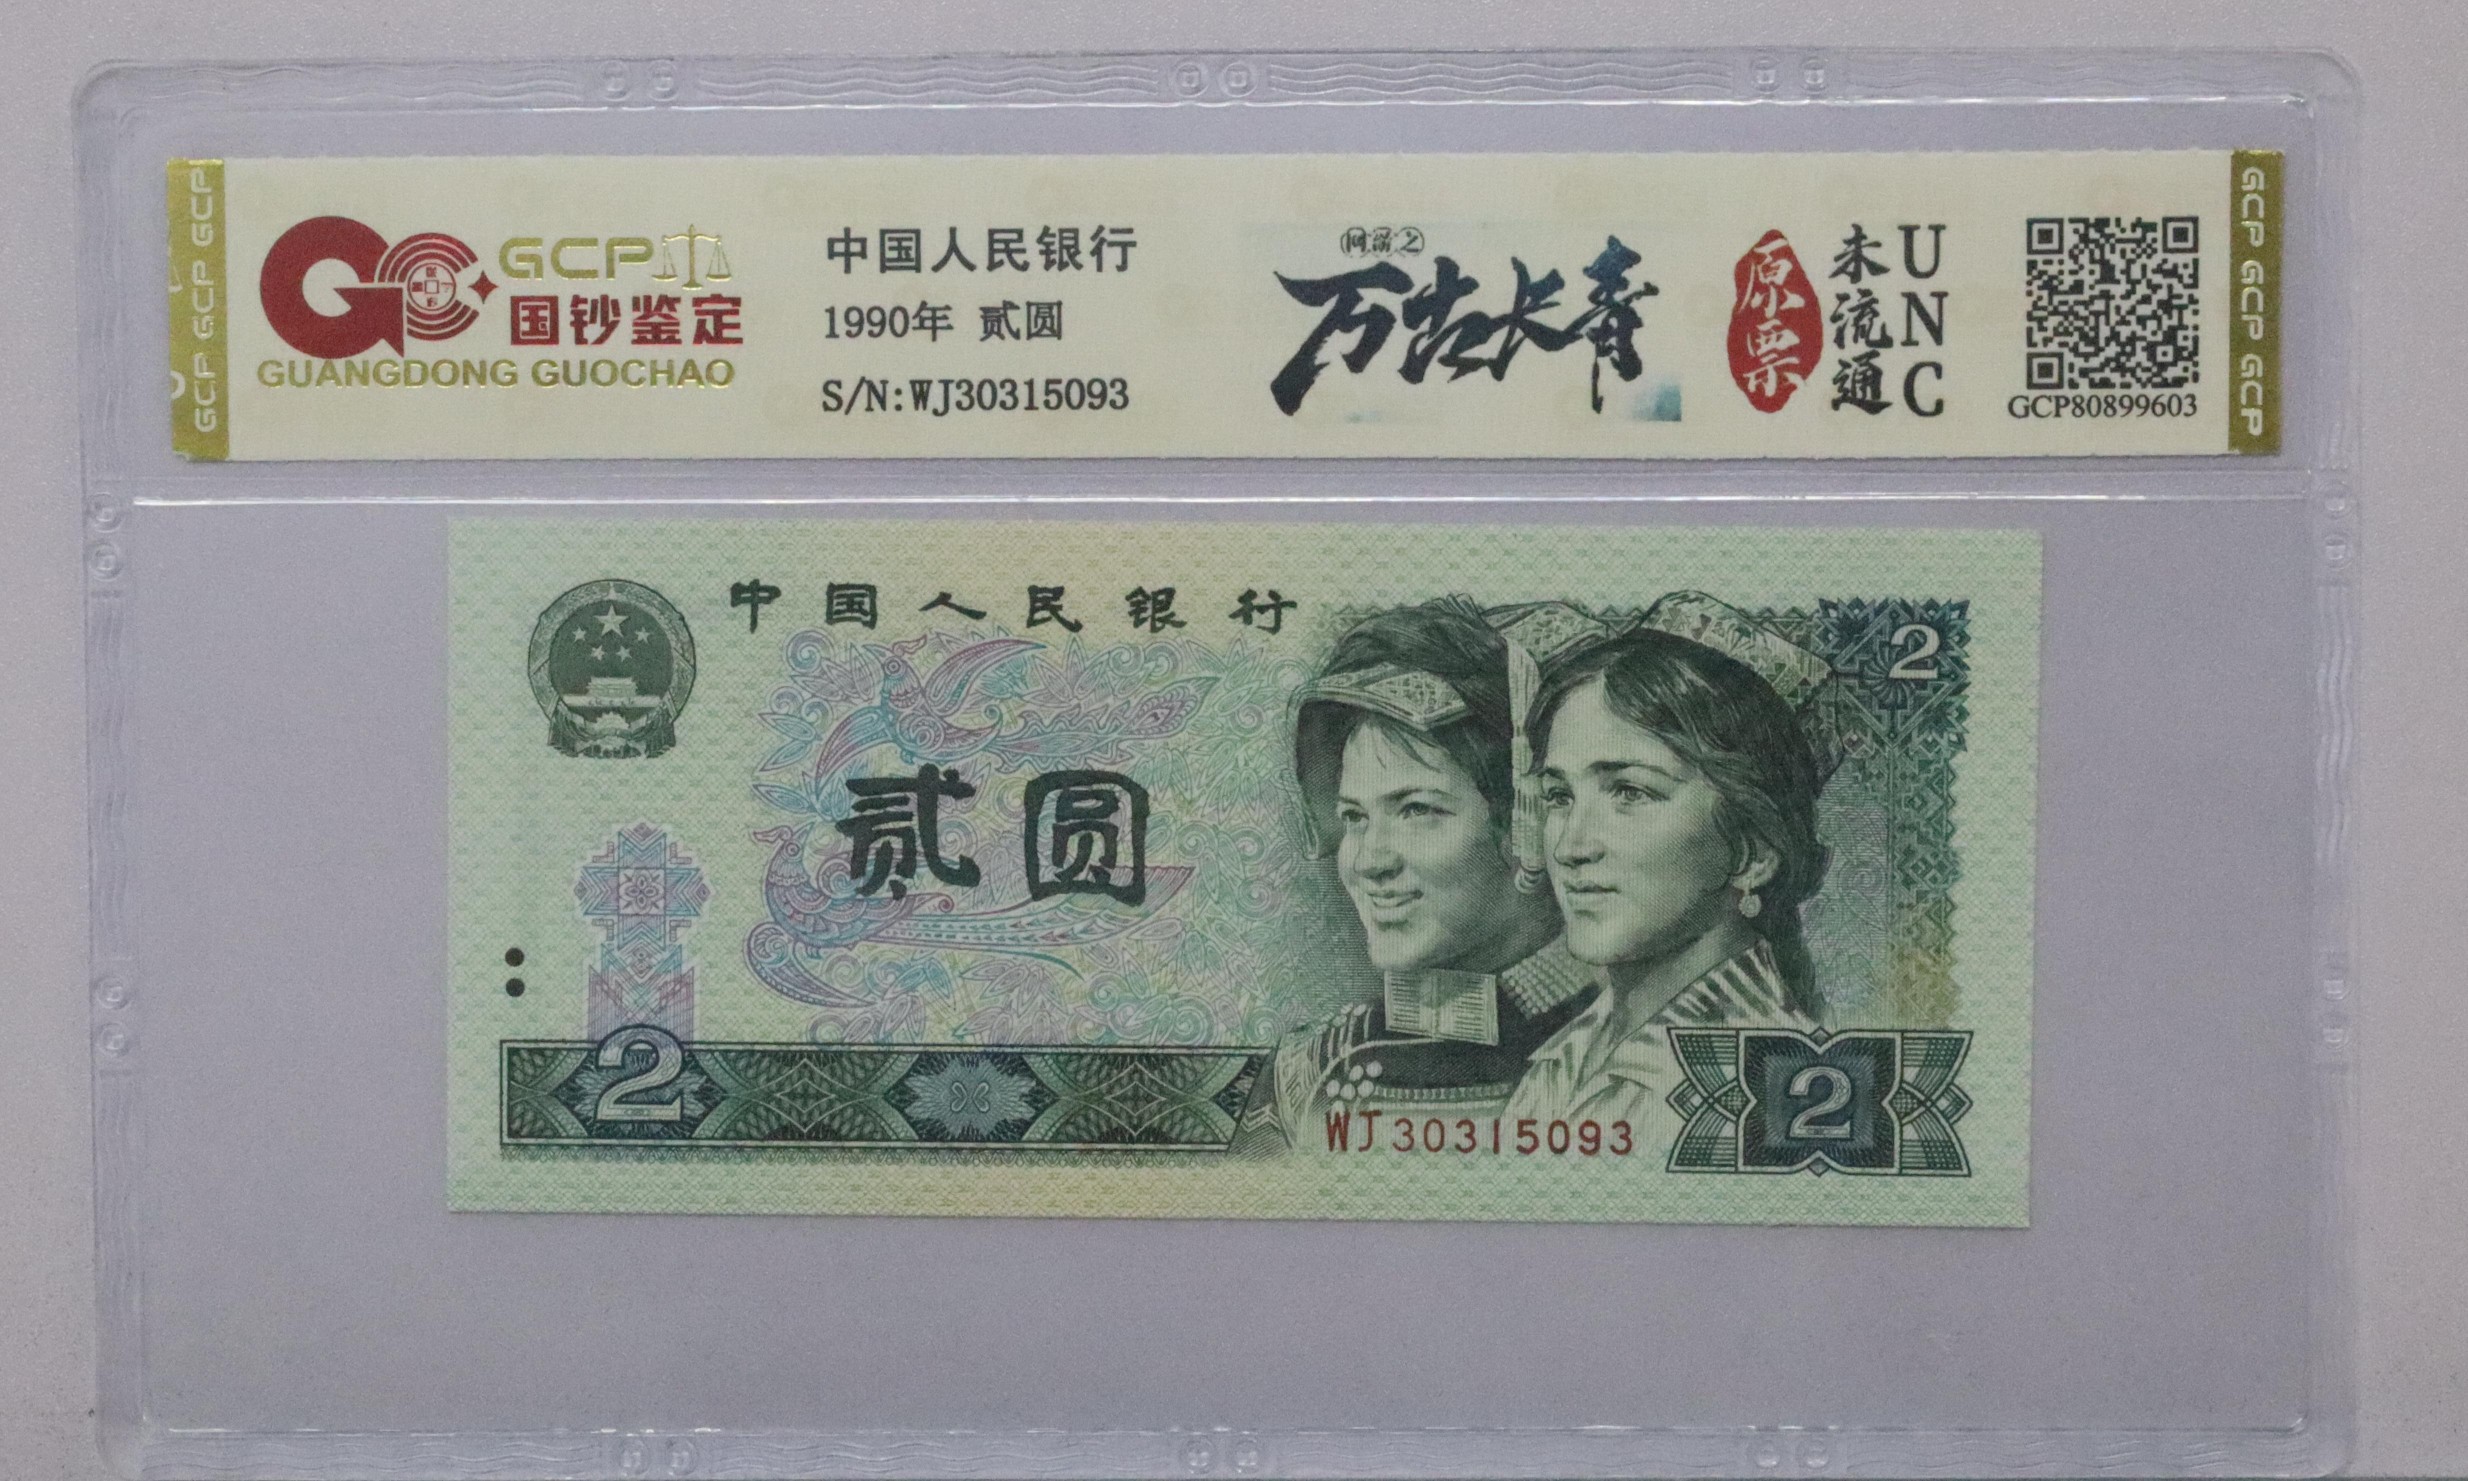 GCP
国钞鉴定
GUANGDONG GUOCHAO
中国人民银行
1990年 贰圆
S/N:WJ30315093
万古长青
原票
未流通
UNC
GCP80899603
GCP GCP GCP
GCP GCP GCP
中国人民银行
2
贰圆
2
WJ30315093
2